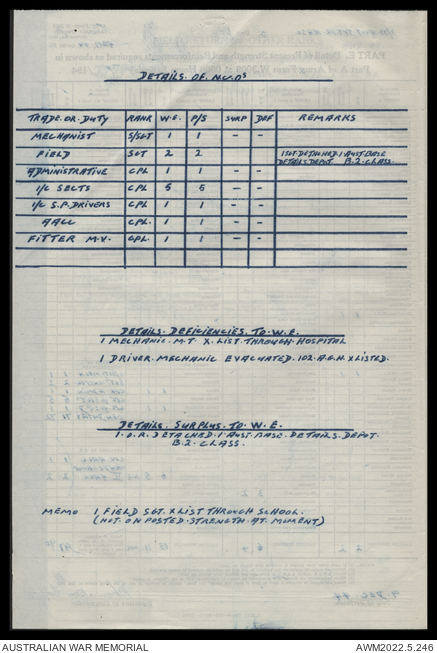 DETAILS. OF. N.C.Os
TRADE. OR. DUTY RANK W.E. P/S SURP DEF REMARKS
MECHANIST S/SGT 1 1 – –
FIELD SGT 2 2 1 SGT. DETACHED. 1 AUST. BASE
DETAILS DEPOT. B.2. CLASS.
ADMINISTRATIVE CPL 1 1 – –
I/C SECTS CPL 5 5 – –
I/C S.P. DRIVERS CPL. 1 1 – –
AALC CPL. 1 1 – –
FITTER M.V. CPL. 1 1 – –
DETAILS. DEFICIENCIES. TO. W.E.
1 MECHANIC. M.T X. LIST. THROUGH. HOSPITAL
1 DRIVER. MECHANIC EVACUATED. 102. A.G.H. X LISTED.
DETAILS. SURPLUS. TO W.E.
1. O.R. DETACHED. 1 AUST. BASE. DETAILS. DEPOT.
B.2. CLASS.
MEMO 1, FIELD SGT. X LIST THROUGH SCHOOL.
(NOT. ON POSTED. STRENGTH. AT. MOMENT)
AUSTRALIAN WAR MEMORIAL
AWM2022.5.246